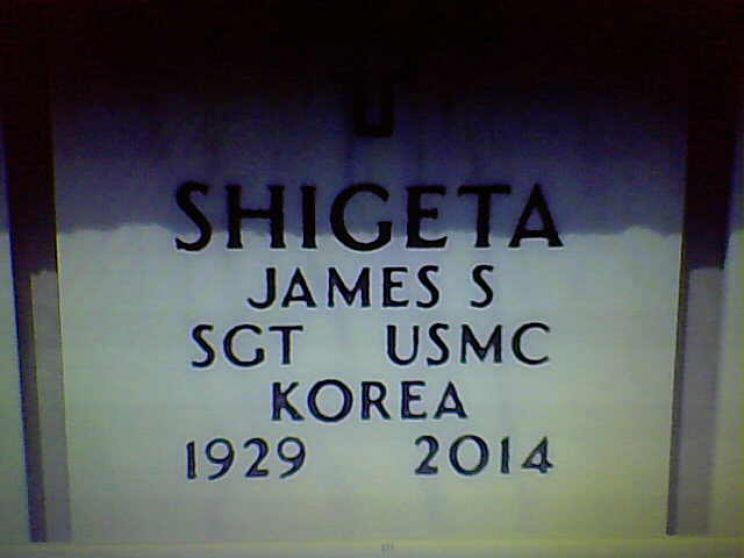 SHIGETA
JAMES S
SGT USMC
KOREA
1929 2014